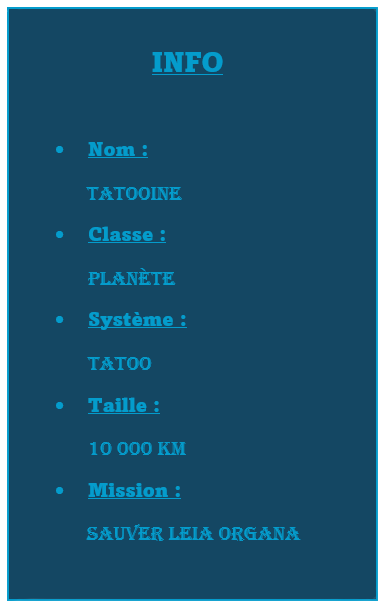 INFO
• Nom :
TATOOINE
• Classe :
PLANÈTE
• Système :
TATOO
• Taille :
10 000 KM
• Mission :
SAUVER LEIA ORGANA